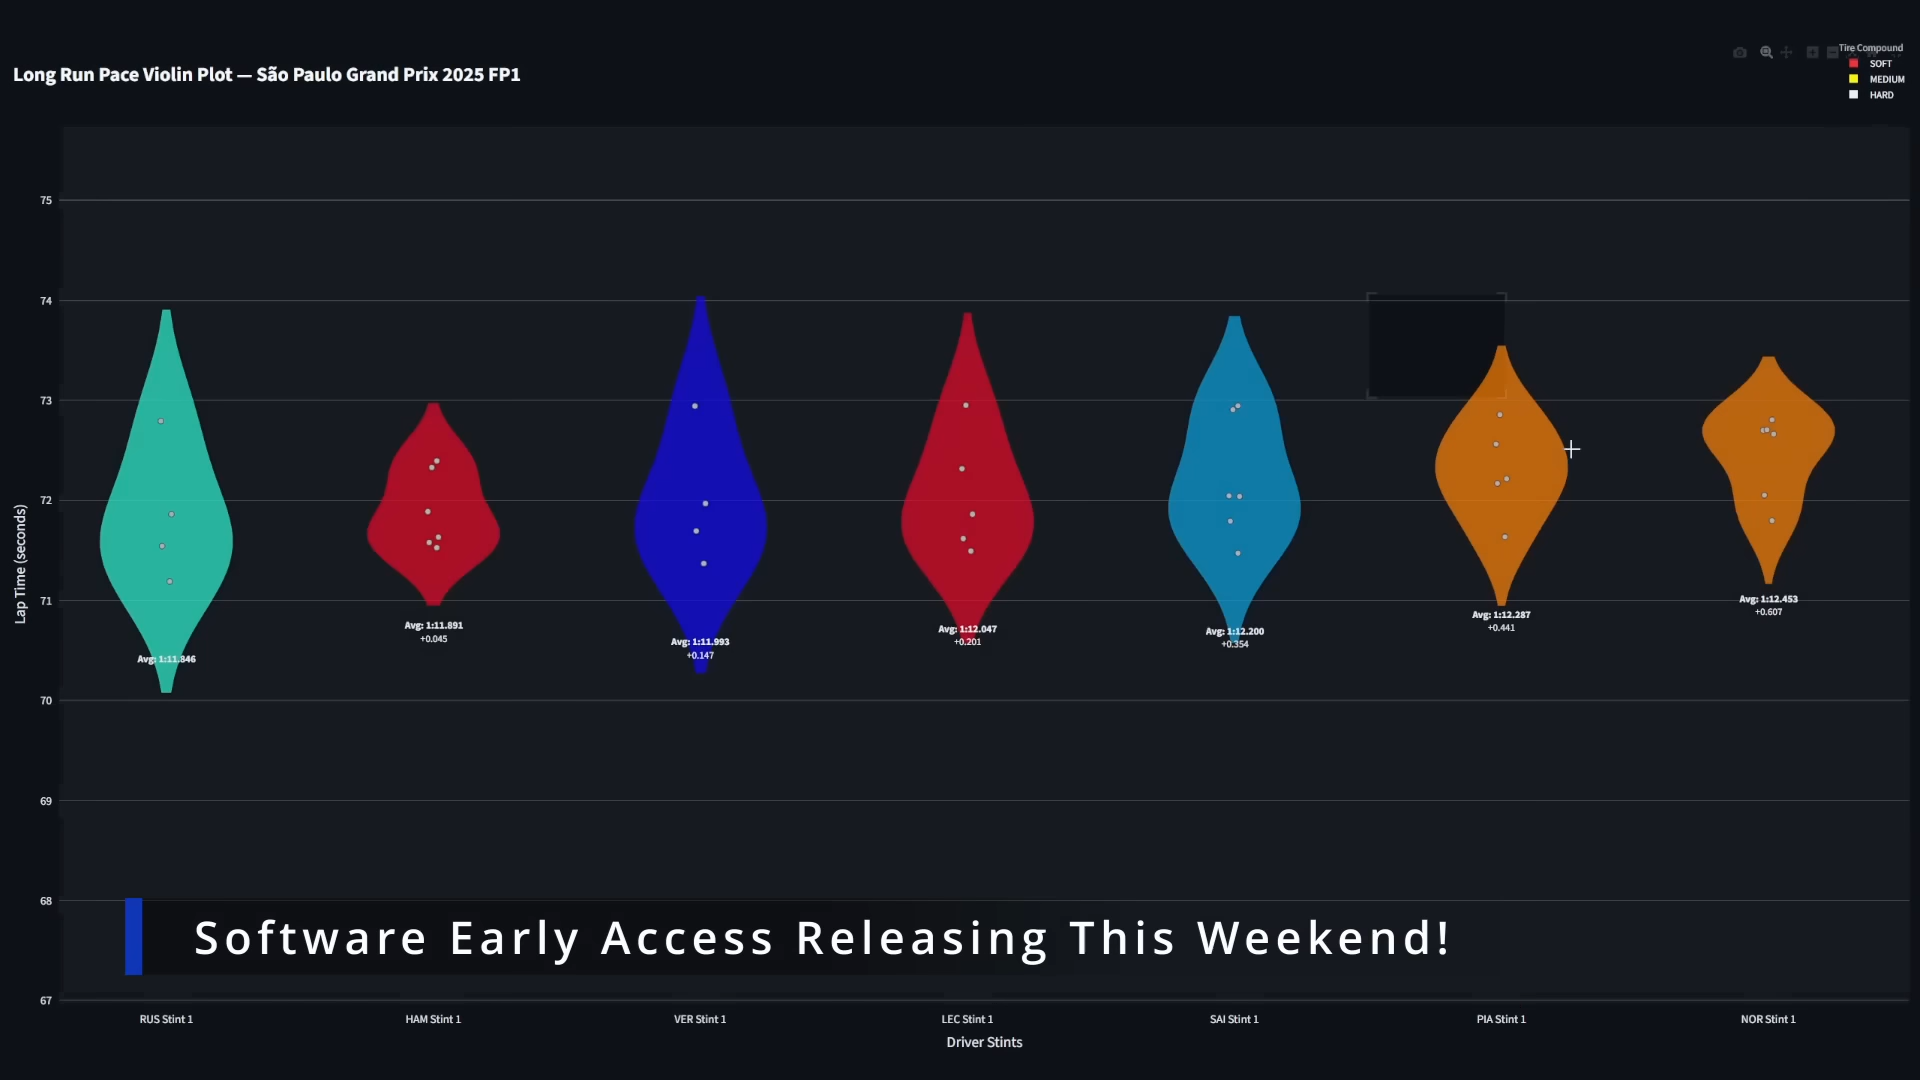 Tire Compound
SOFT
MEDIUM
HARD
Long Run Pace Violin Plot — São Paulo Grand Prix 2025 FP1
Lap Time (seconds)
75
74
73
72
71
70
69
68
67
Avg: 1:11.846
Avg: 1:11.891
+0.045
Avg: 1:11.993
+0.147
Avg: 1:12.047
+0.201
Avg: 1:12.200
+0.354
Avg: 1:12.287
+0.441
Avg: 1:12.453
+0.607
Software Early Access Releasing This Weekend!
RUS Stint 1
HAM Stint 1
VER Stint 1
LEC Stint 1
SAI Stint 1
PIA Stint 1
NOR Stint 1
Driver Stints